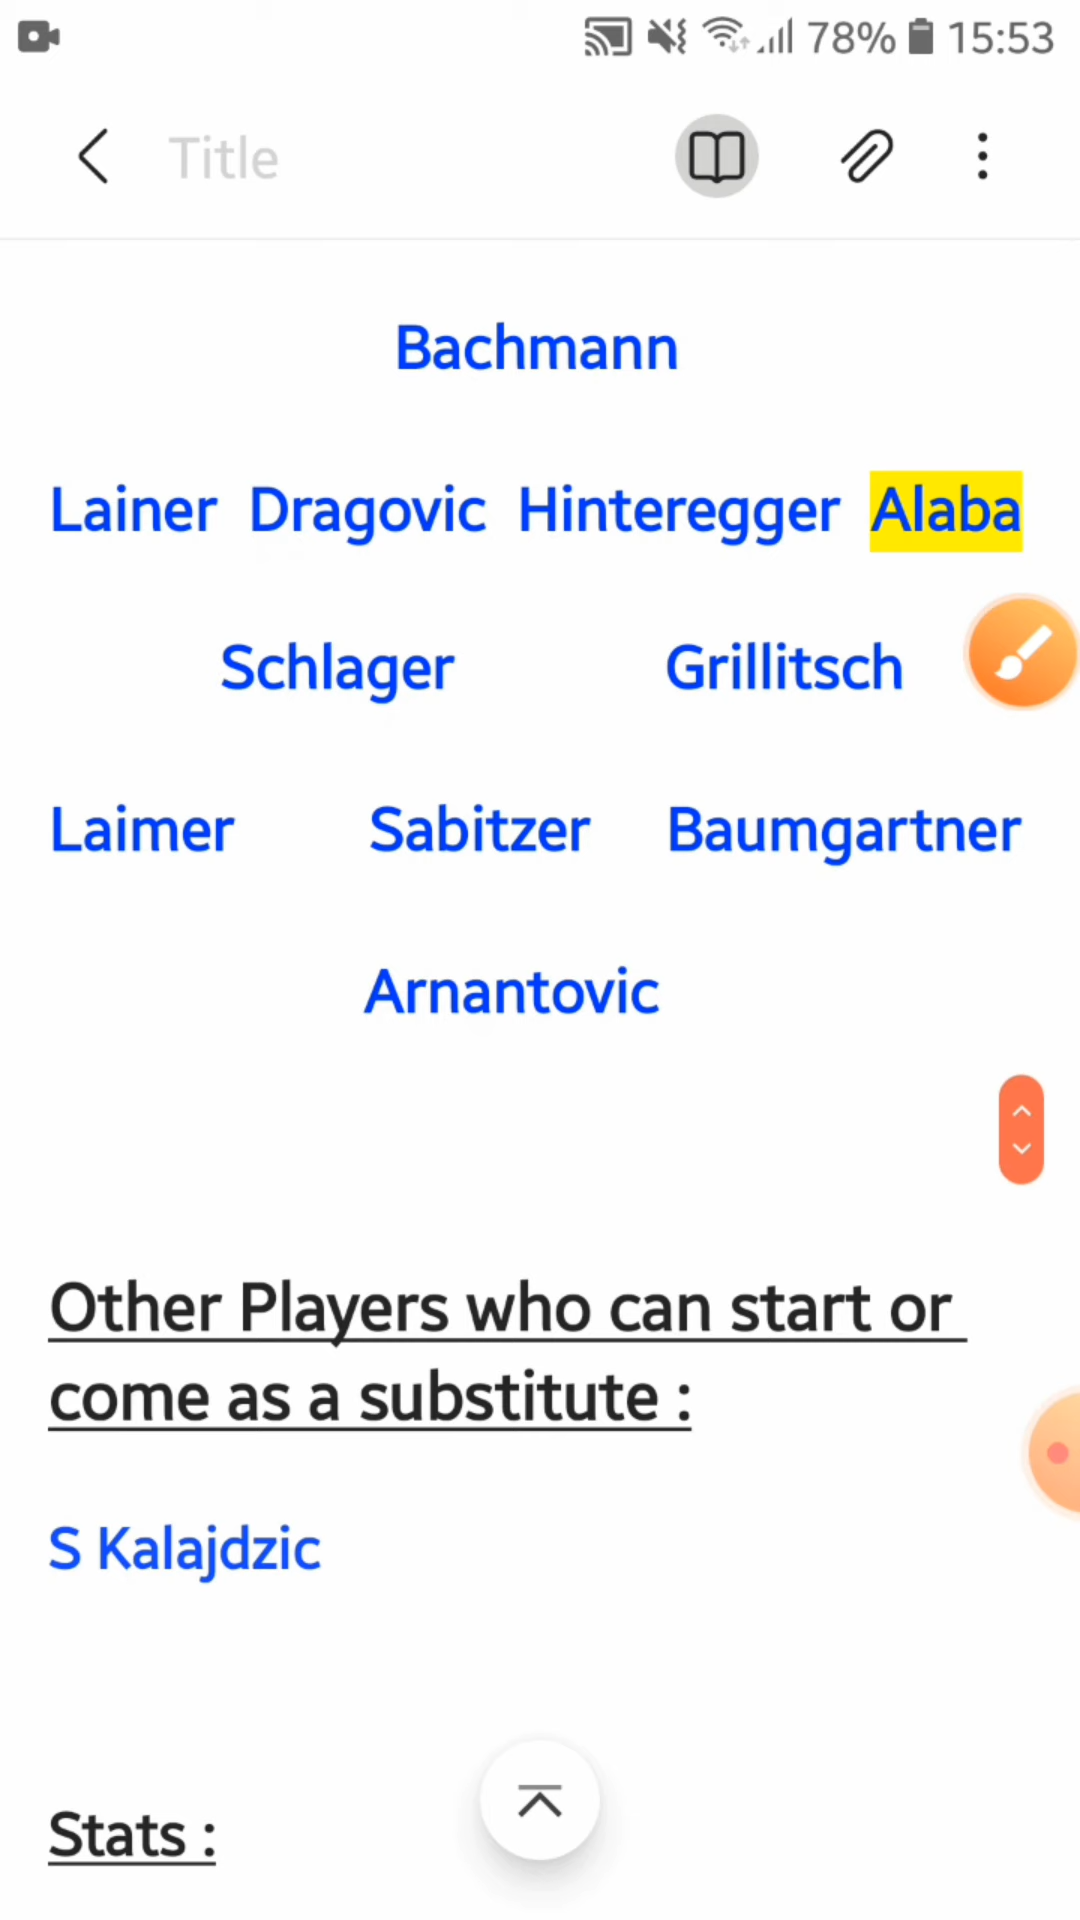 78% 15:53
Title
Bachmann
Lainer Dragovic Hinteregger Alaba
Schlager Grillitsch
Laimer Sabitzer Baumgartner
Arnantovic
Other Players who can start or
come as a substitute :
S Kalajdzic
Stats :